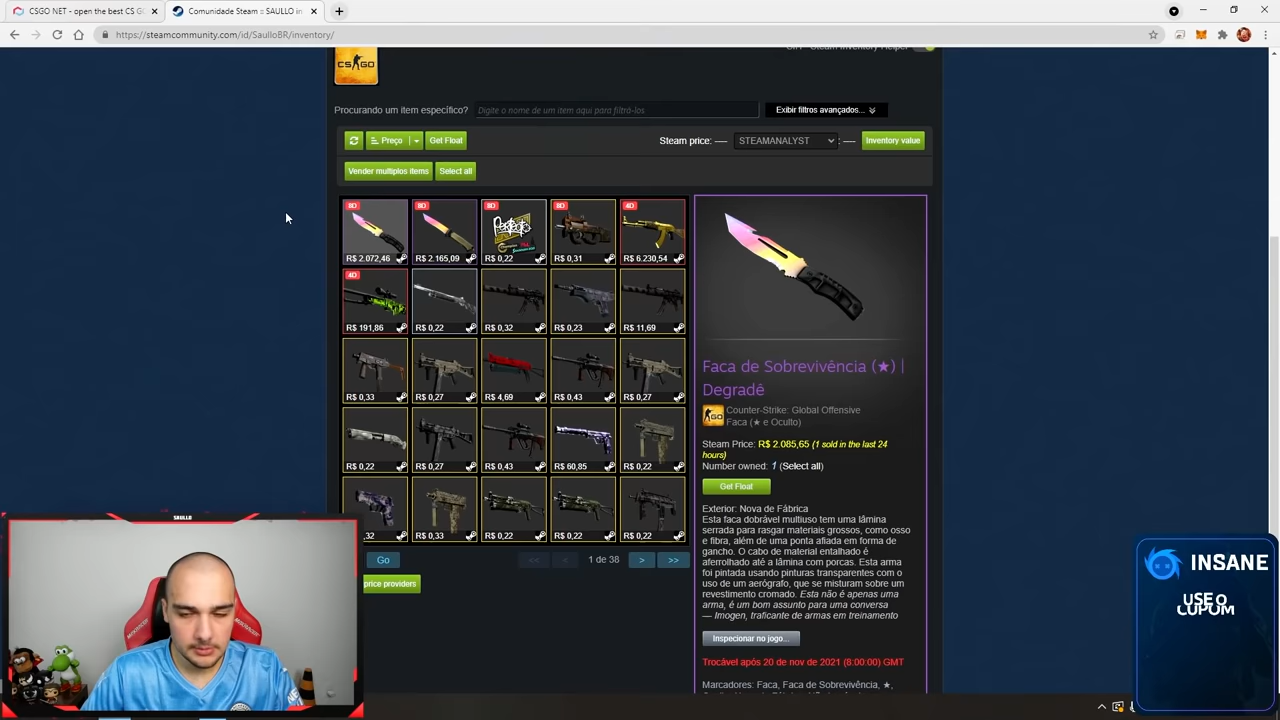 CSGO NET - open the best CS G
Comunidade Steam :: SAULLO in
https://steamcommunity.com/id/SaulloBR/inventory/
CS GO
Procurando um item específico?
Digite o nome de um item aqui para filtrá-los
Exibir filtros avançados...
Preço
Get Float
Steam price: ---
STEAMANALYST
: ---
Inventory value
Vender multiplos items
Select all
8D
8D
8D
8D
4D
Perfecto
R$ 2.072,46
R$ 2.165,09
R$ 0,22
R$ 0,31
R$ 6.230,54
4D
R$ 191,86
R$ 0,22
R$ 0,32
R$ 0,23
R$ 11,69
R$ 0,33
R$ 0,27
R$ 4,69
R$ 0,43
R$ 0,27
R$ 0,22
R$ 0,27
R$ 0,43
R$ 60,85
R$ 0,22
,32
R$ 0,33
R$ 0,22
R$ 0,22
R$ 0,22
Go
<<
<
1 de 38
>
>>
price providers
Faca de Sobrevivência (★) |
Degradê
Counter-Strike: Global Offensive
Faca (★ e Oculto)
Steam Price: R$ 2.085,65 (1 sold in the last 24
hours)
Number owned: 1 (Select all)
Get Float
Exterior: Nova de Fábrica
Esta faca dobrável multiuso tem uma lâmina
serrada para rasgar materiais grossos, como osso
e fibra, além de uma ponta afiada em forma de
gancho. O cabo de material entalhado é
aferrolhado até a lâmina com porcas. Esta arma
foi pintada usando pinturas transparentes com o
uso de um aerógrafo, que se misturam sobre um
revestimento cromado. Esta não é apenas uma
arma, é um bom assunto para uma conversa
— Imogen, traficante de armas em treinamento
Inspecionar no jogo...
Trocável após 20 de nov de 2021 (8:00:00) GMT
Marcadores: Faca, Faca de Sobrevivência, ★,
SAULLO
INSANE
USE O
CUPOM